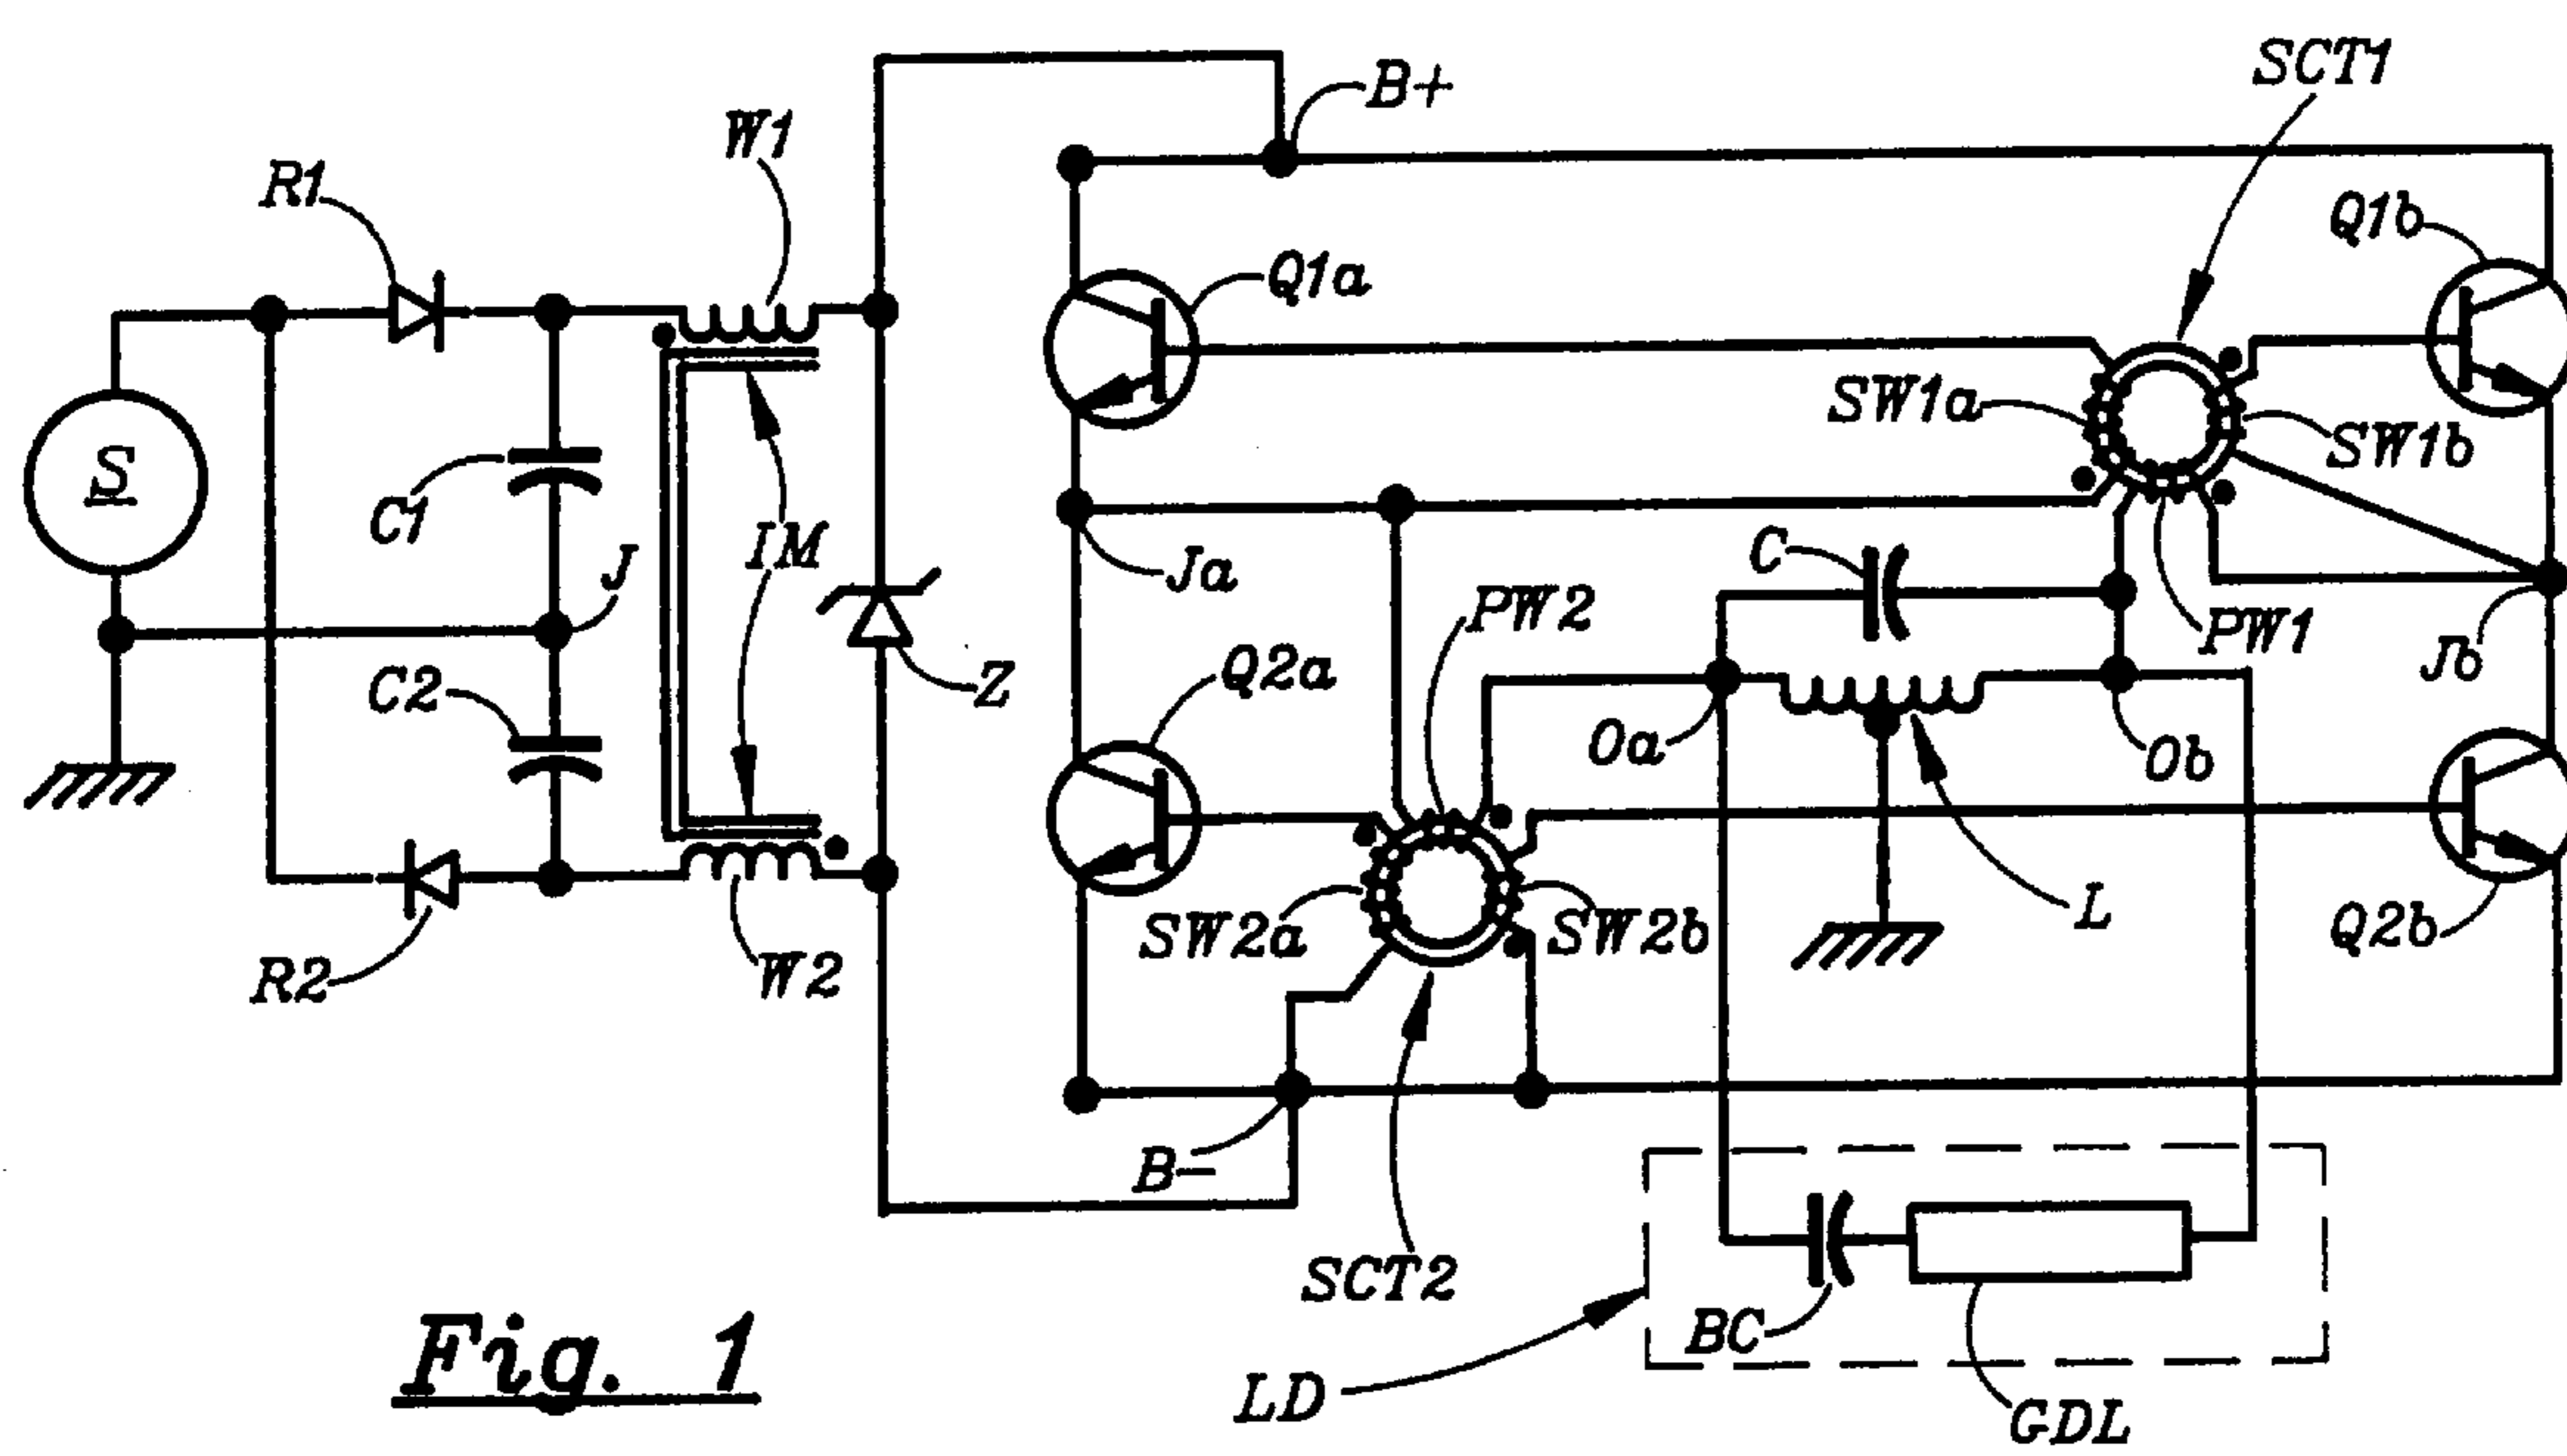 SCT1
B+
W1
R1
Q1b
Q1a
SW1a
SW1b
S
C1
J
IM
Ja
C
PW2
PW1
Jb
C2
Q2a
Z
Oa
Ob
L
SW2a
SW2b
Q2b
R2
W2
B-
SCT2
BC
LD
GDL
Fig. 1